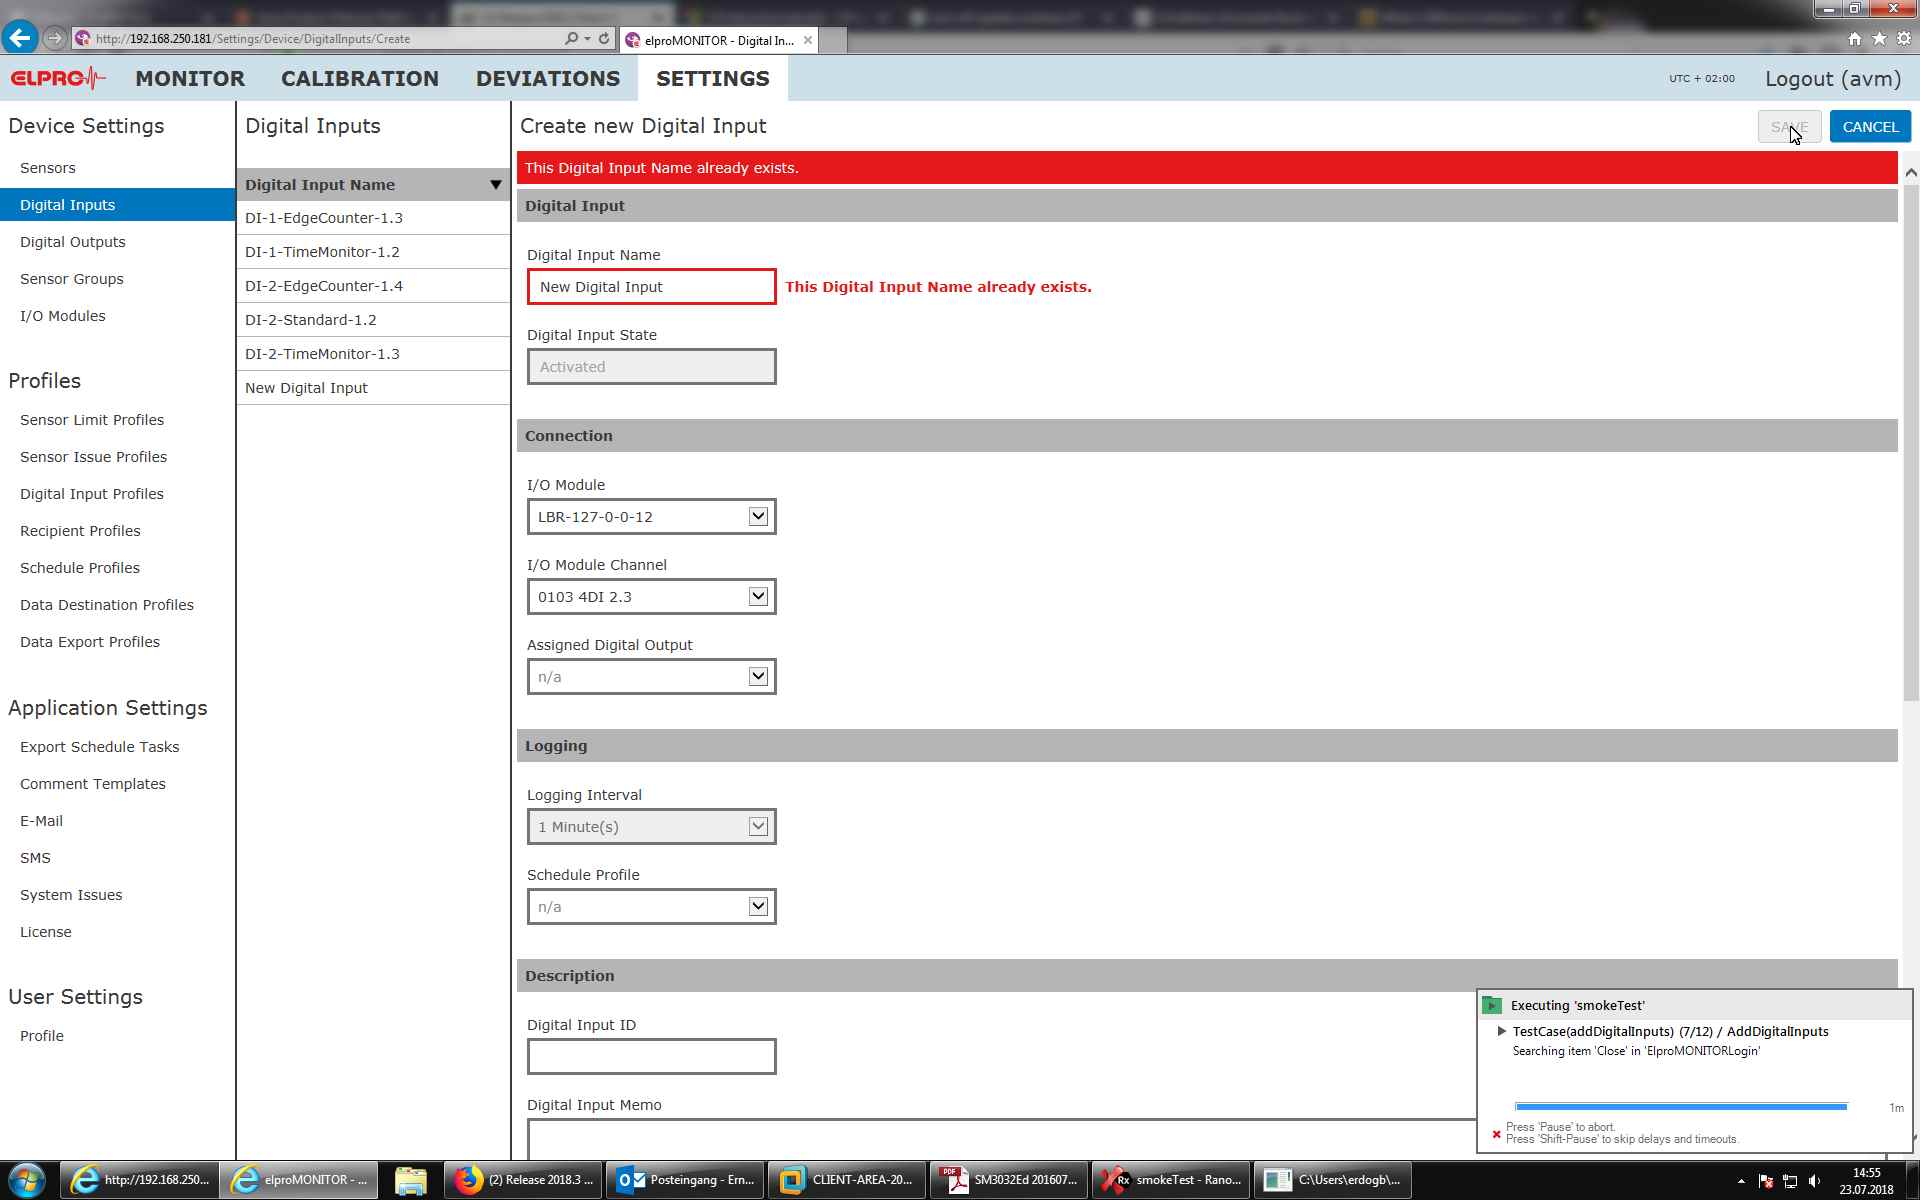 http://192.168.250.181/Settings/Device/DigitalInputs/Create
elproMONITOR - Digital In...
ELPRO
MONITOR
CALIBRATION
DEVIATIONS
SETTINGS
UTC + 02:00
Logout (avm)
Device Settings
Sensors
Digital Inputs
Digital Outputs
Sensor Groups
I/O Modules
Profiles
Sensor Limit Profiles
Sensor Issue Profiles
Digital Input Profiles
Recipient Profiles
Schedule Profiles
Data Destination Profiles
Data Export Profiles
Application Settings
Export Schedule Tasks
Comment Templates
E-Mail
SMS
System Issues
License
User Settings
Profile
Digital Inputs
Digital Input Name
DI-1-EdgeCounter-1.3
DI-1-TimeMonitor-1.2
DI-2-EdgeCounter-1.4
DI-2-Standard-1.2
DI-2-TimeMonitor-1.3
New Digital Input
Create new Digital Input
SAVE
CANCEL
This Digital Input Name already exists.
Digital Input
Digital Input Name
New Digital Input
This Digital Input Name already exists.
Digital Input State
Activated
Connection
I/O Module
LBR-127-0-0-12
I/O Module Channel
0103 4DI 2.3
Assigned Digital Output
n/a
Logging
Logging Interval
1 Minute(s)
Schedule Profile
n/a
Description
Digital Input ID
Digital Input Memo
Executing 'smokeTest'
TestCase(addDigitalInputs) (7/12) / AddDigitalInputs
Searching item 'Close' in 'ElproMONITORLogin'
1m
Press 'Pause' to abort.
Press 'Shift-Pause' to skip delays and timeouts.
http://192.168.250...
elproMONITOR - ...
(2) Release 2018.3 ...
Posteingang - Ern...
CLIENT-AREA-20...
PDF
SM3032Ed 201607...
Rx
smokeTest - Rano...
C:\Users\erdogb\...
14:55
23.07.2018